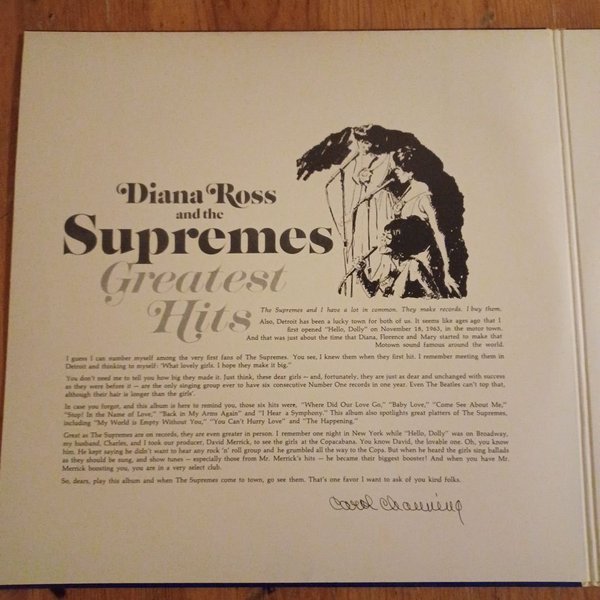 Diana Ross
and the
Supremes
Greatest
Hits
The Supremes and I have a lot in common. They make records. I buy them.
Also, Detroit has been a lucky town for both of us. It seems like ages ago that I
first opened "Hello, Dolly" on November 18, 1963, in the motor town.
And that was just about the time that Diana, Florence and Mary started to make that
Motown sound famous around the world.
I guess I can number myself among the very first fans of The Supremes. You see, I knew them when they first hit. I remember meeting them in
Detroit and thinking to myself: 'What lovely girls. I hope they make it big.'
You don't need me to tell you how big they made it. Just think, these dear girls — and, fortunately, they are just as dear and unchanged with success
as they were before it — are the only singing group ever to have six consecutive Number One records in one year. Even The Beatles can't top that,
although their hair is longer than the girls'.
In case you forgot, and this album is here to remind you, those six hits were, "Where Did Our Love Go," "Baby Love," "Come See About Me,"
"Stop! In the Name of Love," "Back in My Arms Again" and "I Hear a Symphony." This album also spotlights great platters of The Supremes,
including "My World is Empty Without You," "You Can't Hurry Love" and "The Happening."
Great as The Supremes are on records, they are even greater in person. I remember one night in New York while "Hello, Dolly" was on Broadway,
my husband, Charles, and I took our producer, David Merrick, to see the girls at the Copacabana. You know David, the lovable one. Oh, you know
him. He kept saying he didn't want to hear any rock 'n' roll group and he grumbled all the way to the Copa. But when he heard the girls sing ballads
as they should be sung, and show tunes — especially those from Mr. Merrick's hits — he became their biggest booster! And when you have Mr.
Merrick boosting you, you are in a very select club.
So, dears, play this album and when The Supremes come to town, go see them. That's one favor I want to ask of you kind folks.
Carol Channing